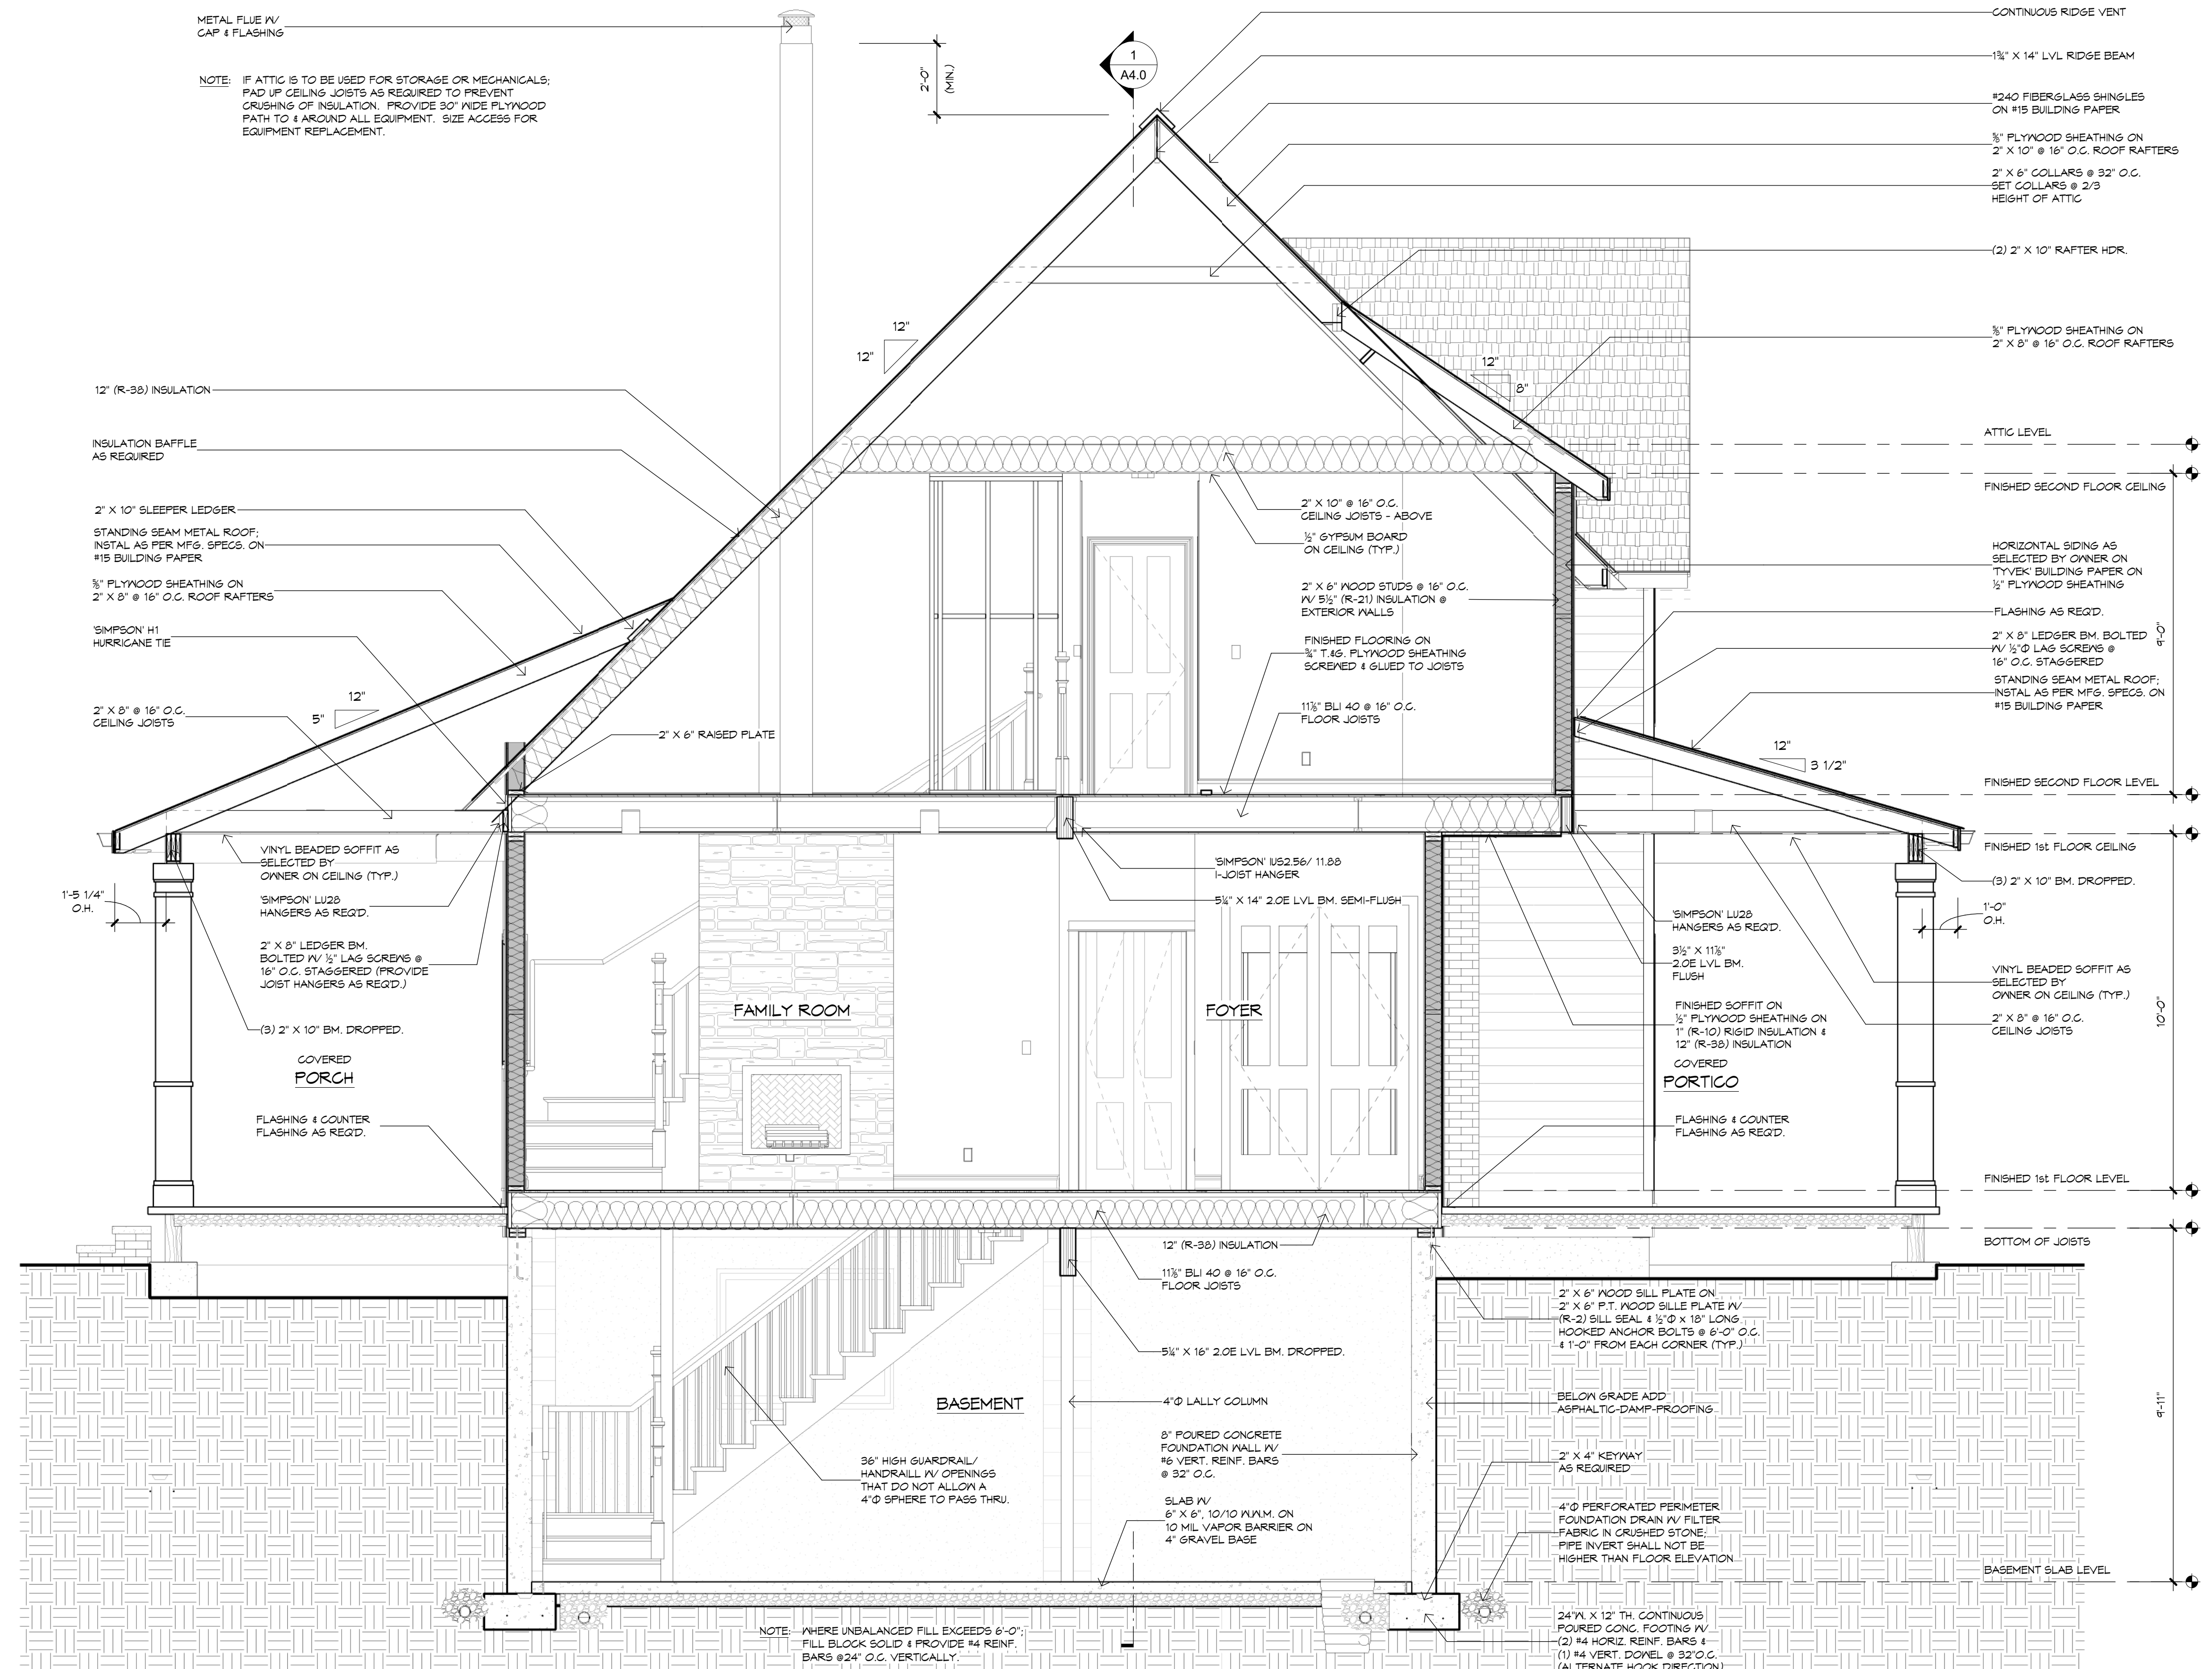 METAL FLUE W/
CAP & FLASHING
NOTE: IF ATTIC IS TO BE USED FOR STORAGE OR MECHANICALS;
PAD UP CEILING JOISTS AS REQUIRED TO PREVENT
CRUSHING OF INSULATION. PROVIDE 30" WIDE PLYWOOD
PATH TO & AROUND ALL EQUIPMENT. SIZE ACCESS FOR
EQUIPMENT REPLACEMENT.
2'-0"
(MIN.)
1
A4.0
CONTINUOUS RIDGE VENT
1¾" X 14" LVL RIDGE BEAM
#240 FIBERGLASS SHINGLES
ON #15 BUILDING PAPER
⅝" PLYWOOD SHEATHING ON
2" X 10" @ 16" O.C. ROOF RAFTERS
2" X 6" COLLARS @ 32" O.C.
SET COLLARS @ 2/3
HEIGHT OF ATTIC
(2) 2" X 10" RAFTER HDR.
⅝" PLYWOOD SHEATHING ON
2" X 8" @ 16" O.C. ROOF RAFTERS
12"
12"
12"
8"
12" (R-38) INSULATION
INSULATION BAFFLE
AS REQUIRED
2" X 10" SLEEPER LEDGER
STANDING SEAM METAL ROOF;
INSTAL AS PER MFG. SPECS. ON
#15 BUILDING PAPER
⅝" PLYWOOD SHEATHING ON
2" X 8" @ 16" O.C. ROOF RAFTERS
'SIMPSON' H1
HURRICANE TIE
12"
5"
2" X 8" @ 16" O.C.
CEILING JOISTS
2" X 6" RAISED PLATE
2" X 10" @ 16" O.C.
CEILING JOISTS - ABOVE
½" GYPSUM BOARD
ON CEILING (TYP.)
2" X 6" WOOD STUDS @ 16" O.C.
W/ 5½" (R-21) INSULATION @
EXTERIOR WALLS
FINISHED FLOORING ON
¾" T.&G. PLYWOOD SHEATHING
SCREWED & GLUED TO JOISTS
11⅞" BLI 40 @ 16" O.C.
FLOOR JOISTS
ATTIC LEVEL
FINISHED SECOND FLOOR CEILING
HORIZONTAL SIDING AS
SELECTED BY OWNER ON
'TYVEK' BUILDING PAPER ON
½" PLYWOOD SHEATHING
FLASHING AS REQ'D.
2" X 8" LEDGER BM. BOLTED
W/ ½"Φ LAG SCREWS @
16" O.C. STAGGERED
STANDING SEAM METAL ROOF;
INSTAL AS PER MFG. SPECS. ON
#15 BUILDING PAPER
9'-0"
12"
3 1/2"
FINISHED SECOND FLOOR LEVEL
FINISHED 1st FLOOR CEILING
VINYL BEADED SOFFIT AS
SELECTED BY
OWNER ON CEILING (TYP.)
1'-5 1/4"
O.H.
'SIMPSON' LU28
HANGERS AS REQ'D.
2" X 8" LEDGER BM.
BOLTED W/ ½" LAG SCREWS @
16" O.C. STAGGERED (PROVIDE
JOIST HANGERS AS REQ'D.)
(3) 2" X 10" BM. DROPPED.
COVERED
PORCH
FLASHING & COUNTER
FLASHING AS REQ'D.
'SIMPSON' IUS2.56/ 11.88
I-JOIST HANGER
5¼" X 14" 2.0E LVL BM. SEMI-FLUSH
FAMILY ROOM
FOYER
'SIMPSON' LU28
HANGERS AS REQ'D.
3½" X 11⅞"
2.0E LVL BM.
FLUSH
FINISHED SOFFIT ON
½" PLYWOOD SHEATHING ON
1" (R-10) RIGID INSULATION &
12" (R-38) INSULATION
COVERED
PORTICO
FLASHING & COUNTER
FLASHING AS REQ'D.
(3) 2" X 10" BM. DROPPED.
1'-0"
O.H.
VINYL BEADED SOFFIT AS
SELECTED BY
OWNER ON CEILING (TYP.)
2" X 8" @ 16" O.C.
CEILING JOISTS
10'-0"
FINISHED 1st FLOOR LEVEL
BOTTOM OF JOISTS
12" (R-38) INSULATION
11⅞" BLI 40 @ 16" O.C.
FLOOR JOISTS
5¼" X 16" 2.0E LVL BM. DROPPED.
BASEMENT
4"Φ LALLY COLUMN
8" POURED CONCRETE
FOUNDATION WALL W/
#6 VERT. REINF. BARS
@ 32" O.C.
36" HIGH GUARDRAIL/
HANDRAILL W/ OPENINGS
THAT DO NOT ALLOW A
4"Φ SPHERE TO PASS THRU.
SLAB W/
6" X 6", 10/10 W.W.M. ON
10 MIL VAPOR BARRIER ON
4" GRAVEL BASE
2" X 6" WOOD SILL PLATE ON
2" X 6" P.T. WOOD SILLE PLATE W/
(R-2) SILL SEAL & ½"Φ x 18" LONG
HOOKED ANCHOR BOLTS @ 6'-0" O.C.
& 1'-0" FROM EACH CORNER (TYP.)
BELOW GRADE ADD
ASPHALTIC-DAMP-PROOFING
2" X 4" KEYWAY
AS REQUIRED
4"Φ PERFORATED PERIMETER
FOUNDATION DRAIN W/ FILTER
FABRIC IN CRUSHED STONE;
PIPE INVERT SHALL NOT BE
HIGHER THAN FLOOR ELEVATION
9'-11"
BASEMENT SLAB LEVEL
NOTE: WHERE UNBALANCED FILL EXCEEDS 6'-0";
FILL BLOCK SOLID & PROVIDE #4 REINF.
BARS @24" O.C. VERTICALLY.
24"W. X 12" TH. CONTINUOUS
POURED CONC. FOOTING W/
(2) #4 HORIZ. REINF. BARS &
(1) #4 VERT. DOWEL @ 32"O.C.
(ALTERNATE HOOK DIRECTION)